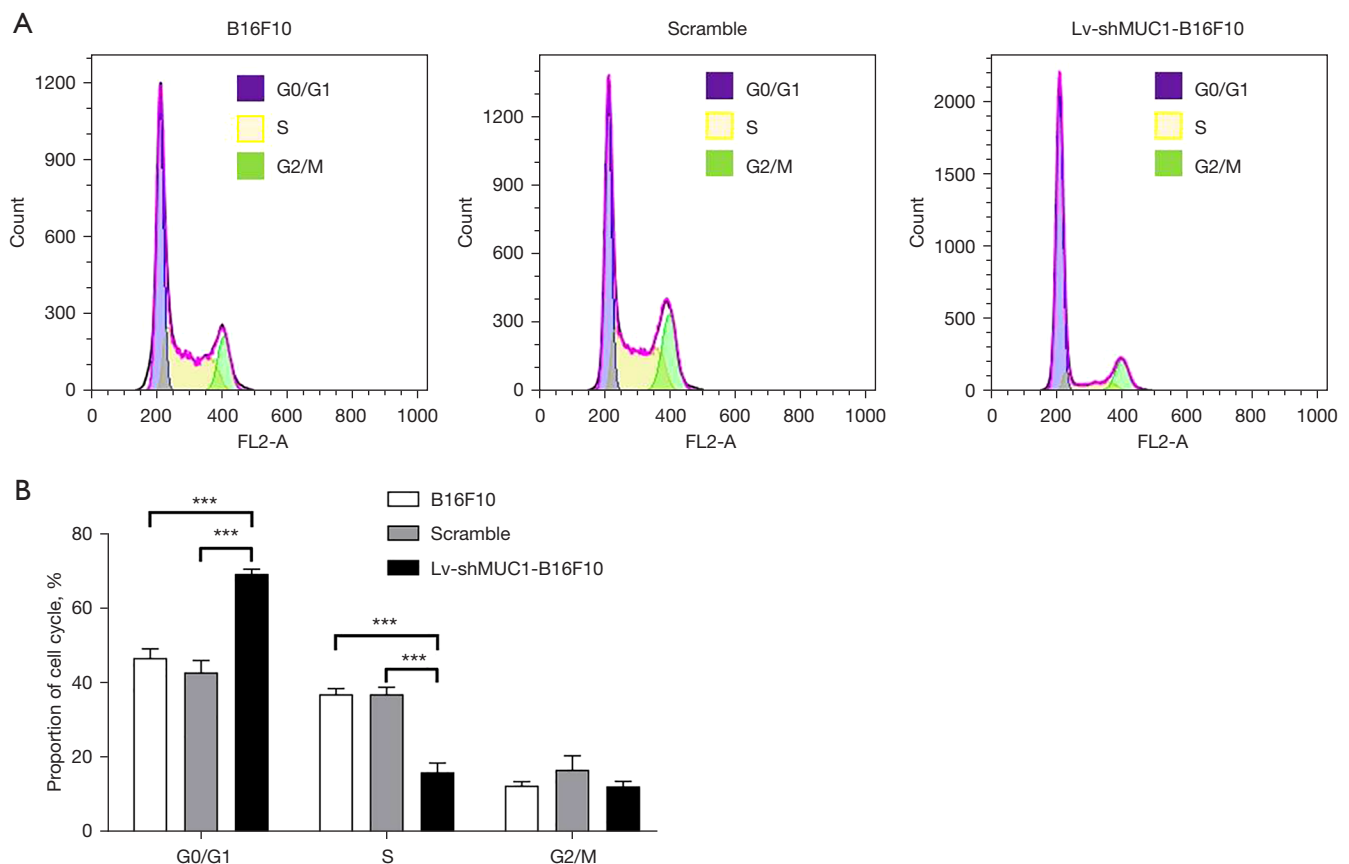 A
B16F10
Scramble
Lv-shMUC1-B16F10
Count
1200
900
600
300
0
G0/G1
S
G2/M
0 200 400 600 800 1000
FL2-A
Count
1200
900
600
300
0
G0/G1
S
G2/M
0 200 400 600 800 1000
FL2-A
Count
2000
1500
1000
500
0
G0/G1
S
G2/M
0 200 400 600 800 1000
FL2-A
B
B16F10
Scramble
Lv-shMUC1-B16F10
Proportion of cell cycle, %
80
60
40
20
0
***
***
***
***
G0/G1 S G2/M